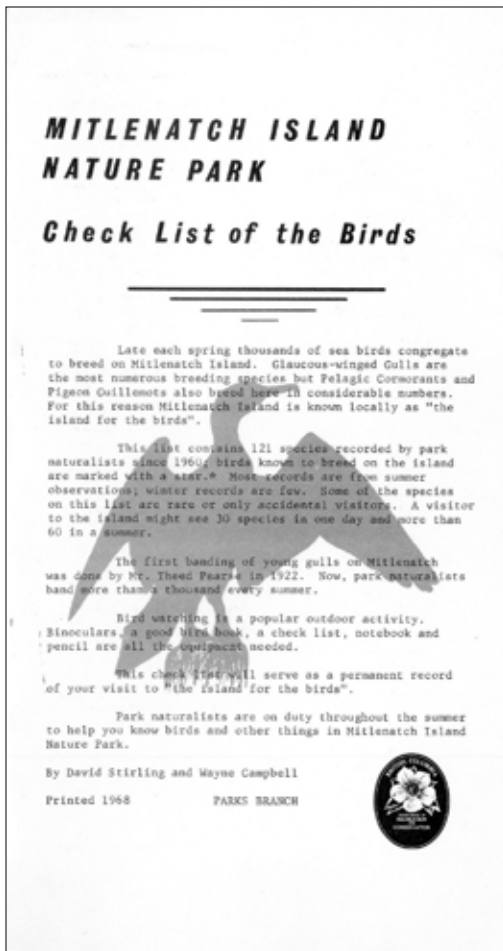 MITLENATCH ISLAND
NATURE PARK
Check List of the Birds
Late each spring thousands of sea birds congregate
to breed on Mitlenatch Island. Glaucous-winged Gulls are
the most numerous breeding species but Pelagic Cormorants and
Pigeon Guillemots also breed here in considerable numbers.
For this reason Mitlenatch Island is known locally as "the
island for the birds".
This list contains 121 species recorded by park
naturalists since 1960; birds known to breed on the island
are marked with a star.* Most records are from summer
observations; winter records are few. Some of the species
on this list are rare or only accidental visitors. A visitor
to the island might see 30 species in one day and more than
60 in a summer.
The first banding of young gulls on Mitlenatch
was done by Mr. Theed Pearse in 1922. Now, park naturalists
band more than a thousand every summer.
Bird watching is a popular outdoor activity.
Binoculars, a good bird book, a check list, notebook and
pencil are all the equipment needed.
This check list will serve as a permanent record
of your visit to "the island for the birds".
Park naturalists are on duty throughout the summer
to help you know birds and other things in Mitlenatch Island
Nature Park.
By David Stirling and Wayne Campbell
Printed 1968 PARKS BRANCH
BRITISH COLUMBIA
DEPARTMENT OF
RECREATION
AND
CONSERVATION